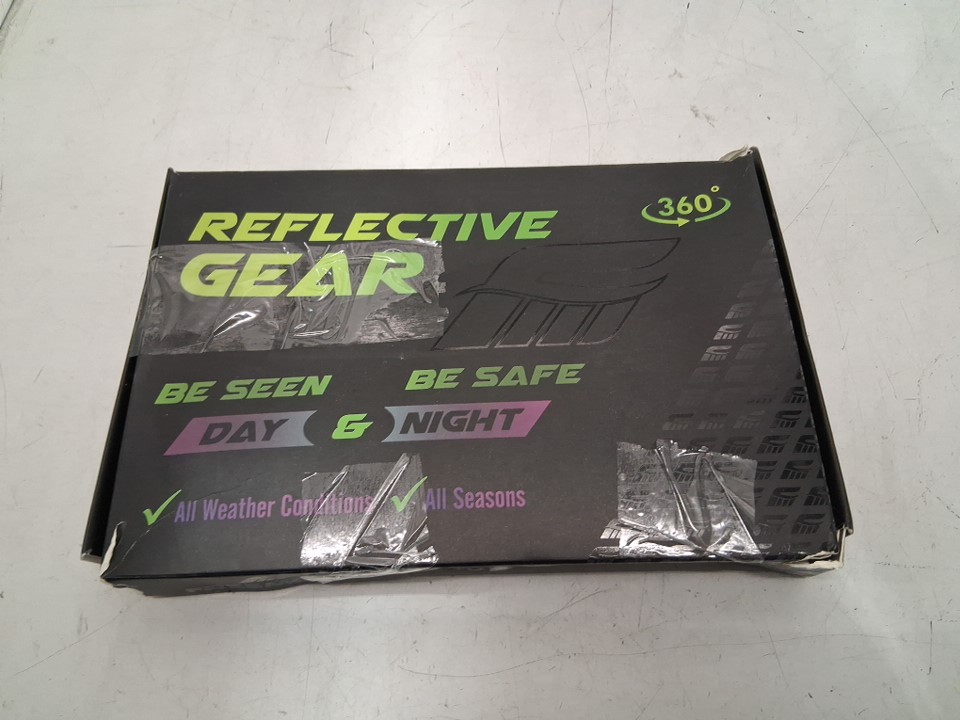 REFLECTIVE
360°
GEAR
BE SEEN BE SAFE
DAY & NIGHT
All Weather Conditions All Seasons